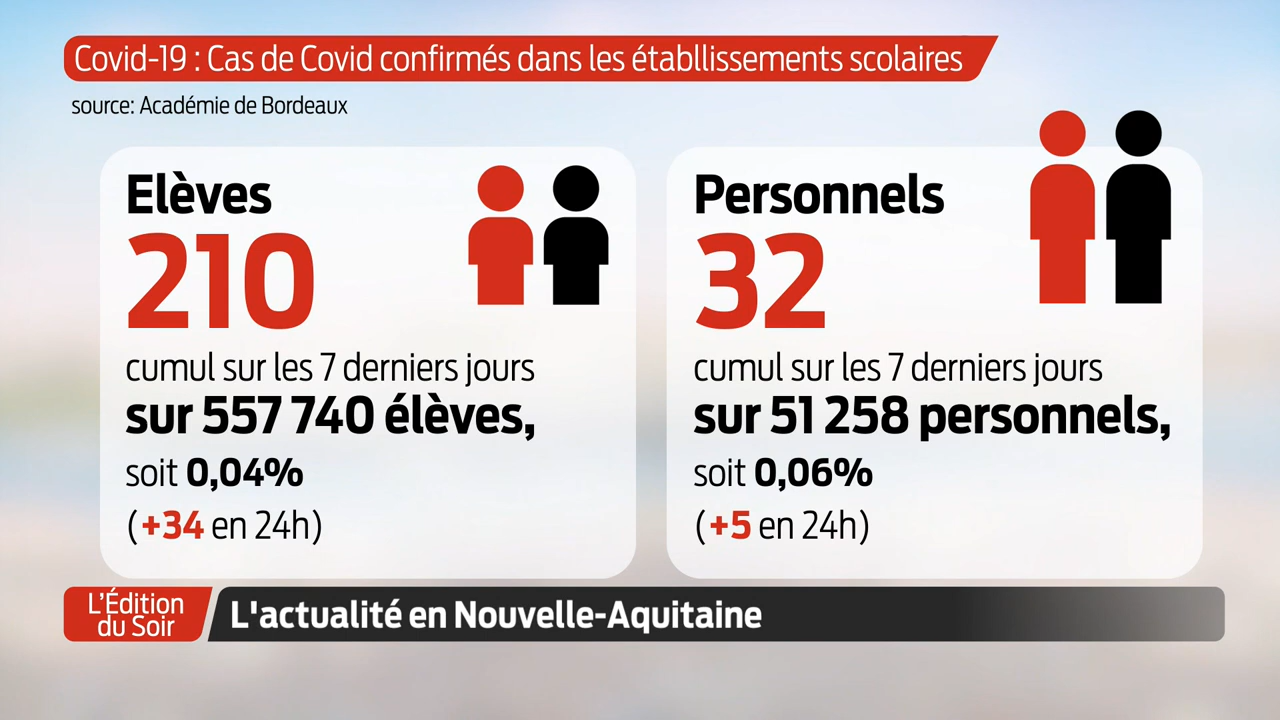 Covid-19 : Cas de Covid confirmés dans les établlissements scolaires
source: Académie de Bordeaux
Elèves
210
cumul sur les 7 derniers jours
sur 557 740 élèves,
soit 0,04%
(+34 en 24h)
Personnels
32
cumul sur les 7 derniers jours
sur 51 258 personnels,
soit 0,06%
(+5 en 24h)
L'Édition
du Soir
L'actualité en Nouvelle-Aquitaine